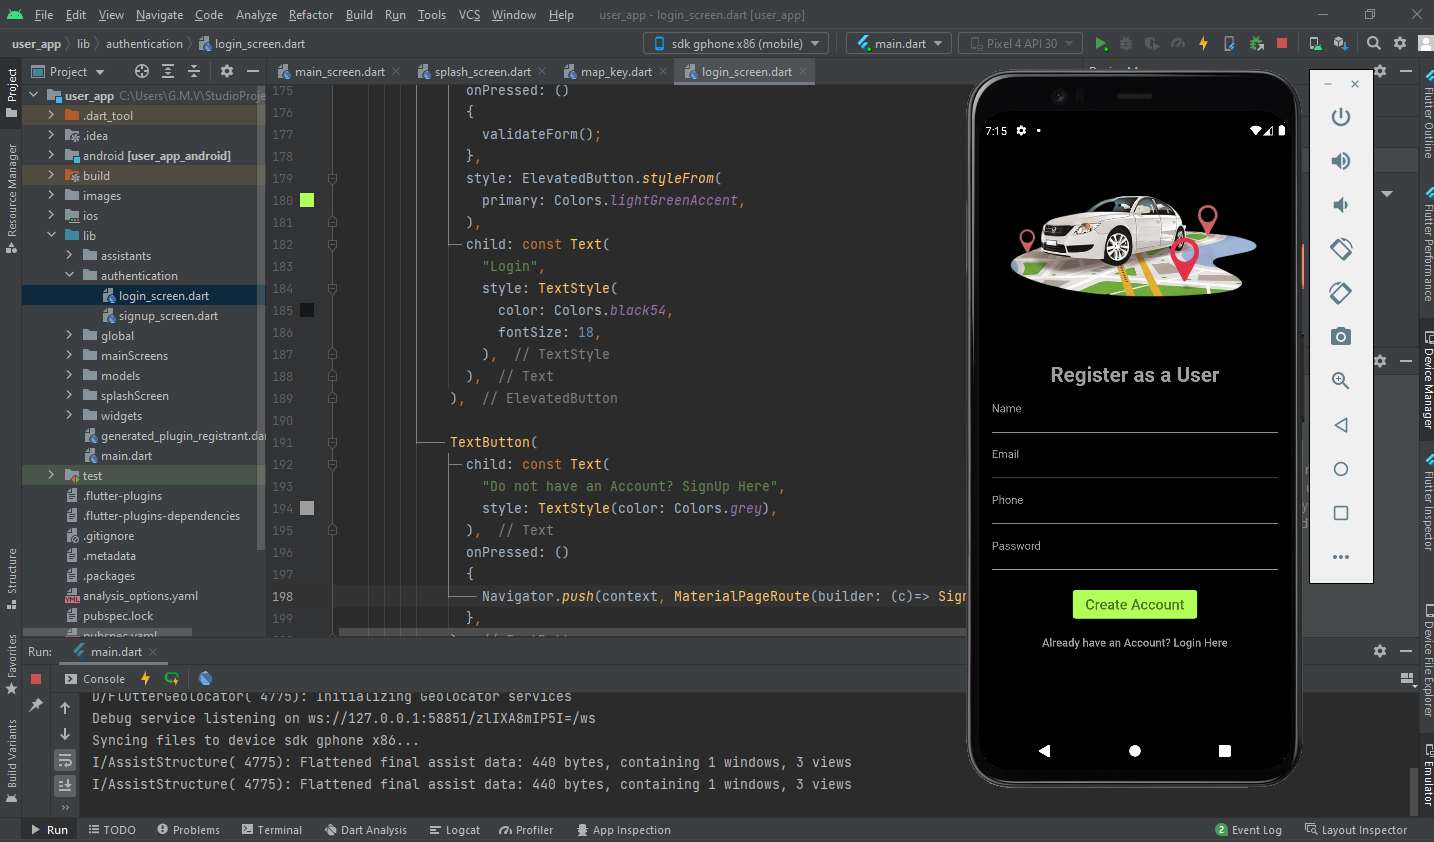 File Edit View Navigate Code Analyze Refactor Build Run Tools VCS Window Help user_app - login_screen.dart [user_app]
user_app lib authentication login_screen.dart sdk gphone x86 (mobile) main.dart Pixel 4 API 30
Project main_screen.dart splash_screen.dart map_key.dart login_screen.dart
user_app C:\Users\G.M.V\StudioProje
.dart_tool
.idea
android [user_app_android]
build
images
ios
lib
assistants
authentication
login_screen.dart
signup_screen.dart
global
mainScreens
models
splashScreen
widgets
generated_plugin_registrant.dar
main.dart
test
.flutter-plugins
.flutter-plugins-dependencies
.gitignore
.metadata
.packages
analysis_options.yaml
pubspec.lock
pubspec.yaml
Project
Resource Manager
Structure
Favorites
Build Variants
175 onPressed: ()
176 {
177 validateForm();
178 },
179 style: ElevatedButton.styleFrom(
180 primary: Colors.lightGreenAccent,
181 ),
182 child: const Text(
183 "Login",
184 style: TextStyle(
185 color: Colors.black54,
186 fontSize: 18,
187 ), // TextStyle
188 ), // Text
189 ), // ElevatedButton
190
191 TextButton(
192 child: const Text(
193 "Do not have an Account? SignUp Here",
194 style: TextStyle(color: Colors.grey),
195 ), // Text
196 onPressed: ()
197 {
198 Navigator.push(context, MaterialPageRoute(builder: (c)=> Sign
199 },
7:15
Register as a User
Name
Email
Phone
Password
Create Account
Already have an Account? Login Here
Flutter Outline
Flutter Performance
Device Manager
Flutter Inspector
Device File Explorer
Emulator
Run: main.dart
Console
D/FlutterGeolocator( 4775): Initializing Geolocator services
Debug service listening on ws://127.0.0.1:58851/zlIXA8mIP5I=/ws
Syncing files to device sdk gphone x86...
I/AssistStructure( 4775): Flattened final assist data: 440 bytes, containing 1 windows, 3 views
I/AssistStructure( 4775): Flattened final assist data: 440 bytes, containing 1 windows, 3 views
Run TODO Problems Terminal Dart Analysis Logcat Profiler App Inspection 2 Event Log Layout Inspector